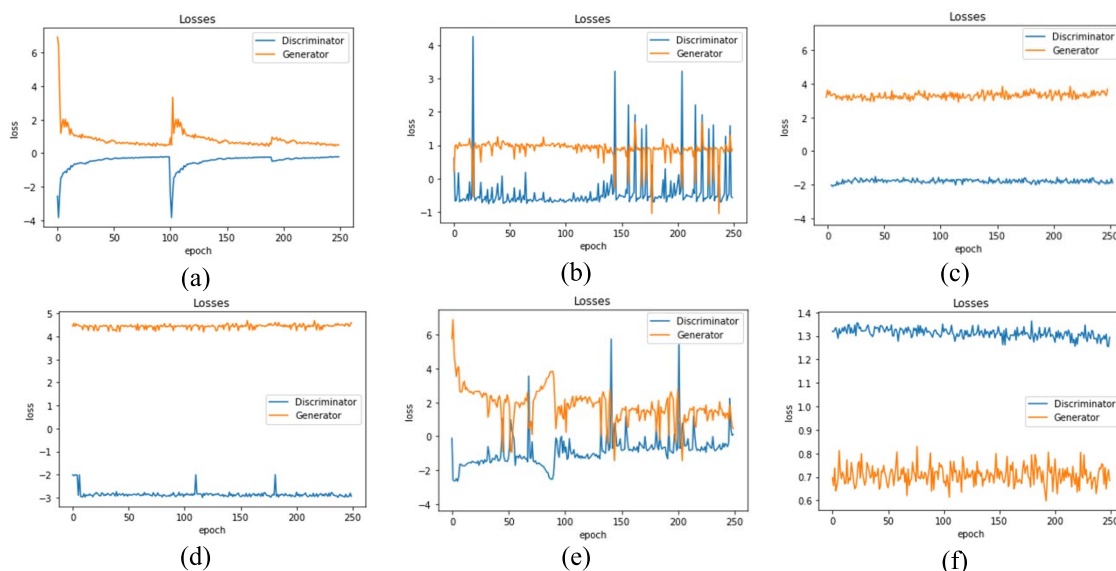 Losses
loss
6
4
2
0
−2
−4
Discriminator
Generator
0
50
100
150
200
250
epoch
(a)
Losses
loss
4
3
2
1
0
−1
Discriminator
Generator
0
50
100
150
200
250
epoch
(b)
Losses
loss
6
4
2
0
−2
−4
Discriminator
Generator
0
50
100
150
200
250
epoch
(c)
Losses
loss
5
4
3
2
1
0
−1
−2
−3
Discriminator
Generator
0
50
100
150
200
250
epoch
(d)
Losses
loss
6
4
2
0
−2
−4
Discriminator
Generator
0
50
100
150
200
250
epoch
(e)
Losses
loss
1.4
1.3
1.2
1.1
1.0
0.9
0.8
0.7
0.6
Discriminator
Generator
0
50
100
150
200
250
epoch
(f)